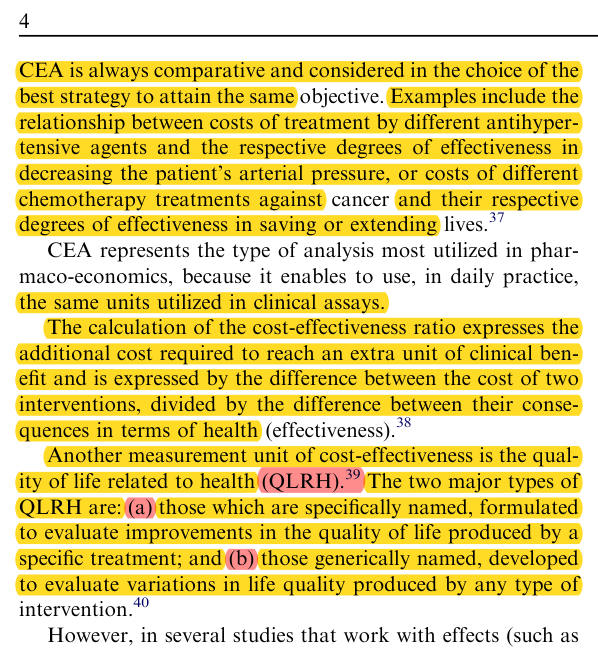 4
CEA is always comparative and considered in the choice of the
best strategy to attain the same objective. Examples include the
relationship between costs of treatment by different antihyper-
tensive agents and the respective degrees of effectiveness in
decreasing the patient's arterial pressure, or costs of different
chemotherapy treatments against cancer and their respective
degrees of effectiveness in saving or extending lives.37
CEA represents the type of analysis most utilized in phar-
maco-economics, because it enables to use, in daily practice,
the same units utilized in clinical assays.
The calculation of the cost-effectiveness ratio expresses the
additional cost required to reach an extra unit of clinical ben-
efit and is expressed by the difference between the cost of two
interventions, divided by the difference between their conse-
quences in terms of health (effectiveness).38
Another measurement unit of cost-effectiveness is the qual-
ity of life related to health (QLRH).39 The two major types of
QLRH are: (a) those which are specifically named, formulated
to evaluate improvements in the quality of life produced by a
specific treatment; and (b) those generically named, developed
to evaluate variations in life quality produced by any type of
intervention.40
However, in several studies that work with effects (such as